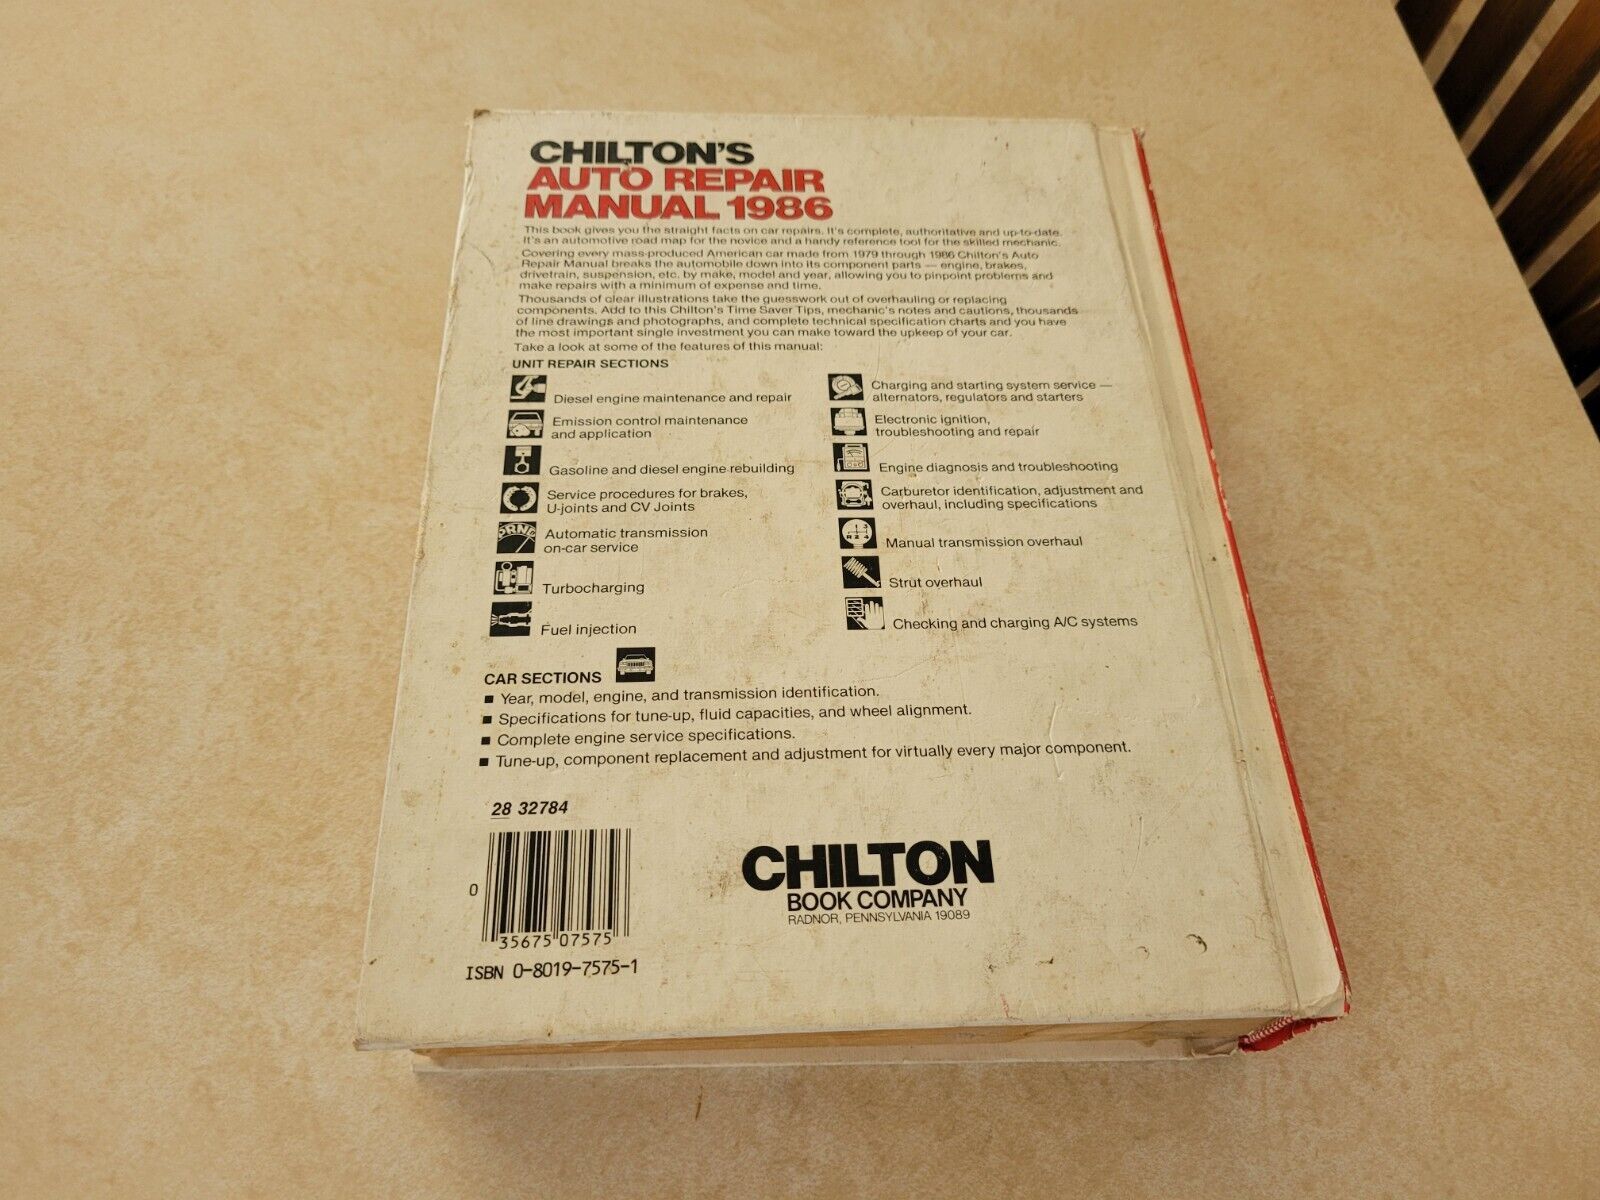 CHILTON'S
AUTO REPAIR
MANUAL 1986
This book gives you the straight facts on car repairs. It's complete, authoritative and up-to-date.
It's an automotive road map for the novice and a handy reference tool for the skilled mechanic.
Covering every mass-produced American car made from 1979 through 1986 Chilton's Auto
Repair Manual breaks the automobile down into its component parts — engine, brakes,
drivetrain, suspension, etc. by make, model and year, allowing you to pinpoint problems and
make repairs with a minimum of expense and time.
Thousands of clear illustrations take the guesswork out of overhauling or replacing
components. Add to this Chilton's Time Saver Tips, mechanic's notes and cautions, thousands
of line drawings and photographs, and complete technical specification charts and you have
the most important single investment you can make toward the upkeep of your car.
Take a look at some of the features of this manual:
UNIT REPAIR SECTIONS
Diesel engine maintenance and repair
Emission control maintenance
and application
Gasoline and diesel engine rebuilding
Service procedures for brakes,
U-joints and CV Joints
PRND
Automatic transmission
on-car service
Turbocharging
Fuel injection
Charging and starting system service —
alternators, regulators and starters
Electronic ignition,
troubleshooting and repair
Engine diagnosis and troubleshooting
Carburetor identification, adjustment and
overhaul, including specifications
Manual transmission overhaul
Strut overhaul
Checking and charging A/C systems
CAR SECTIONS
■ Year, model, engine, and transmission identification.
■ Specifications for tune-up, fluid capacities, and wheel alignment.
■ Complete engine service specifications.
■ Tune-up, component replacement and adjustment for virtually every major component.
28 32784
0 35675 07575
ISBN 0-8019-7575-1
CHILTON
BOOK COMPANY
RADNOR, PENNSYLVANIA 19089